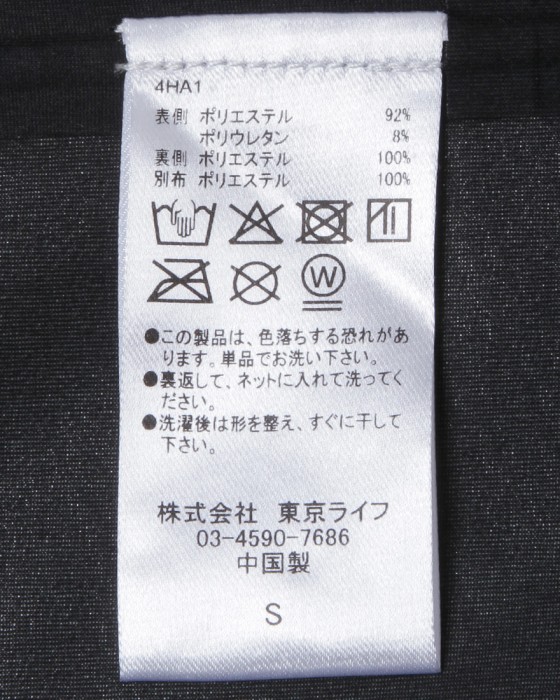 4HA1
表側 ポリエステル 92%
ポリウレタン 8%
裏側 ポリエステル 100%
別布 ポリエステル 100%
W
●この製品は、色落ちする恐れがあ
ります。単品でお洗い下さい。
●裏返して、ネットに入れて洗ってく
ださい。
●洗濯後は形を整え、すぐに干して
下さい。
株式会社 東京ライフ
03-4590-7686
中国製
S